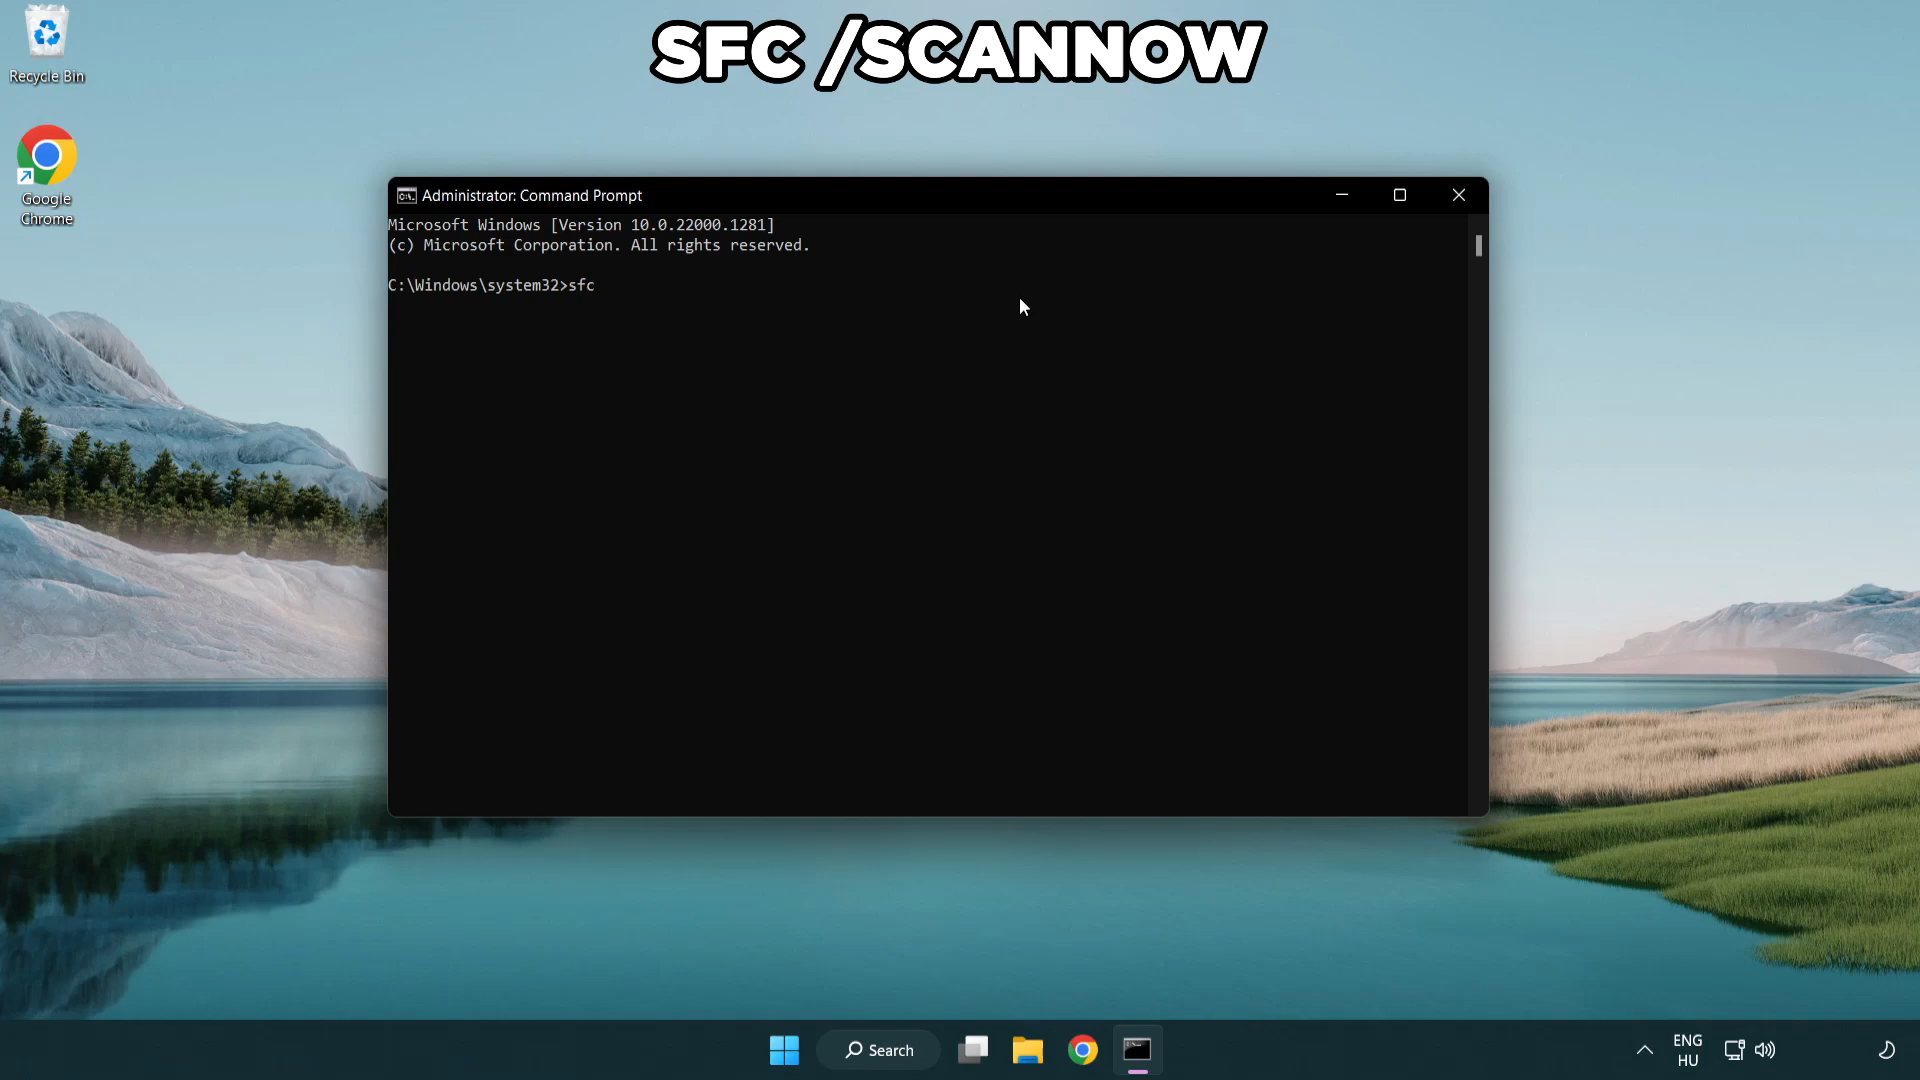 SFC /SCANNOW
Recycle Bin
Google
Chrome
Administrator: Command Prompt
Microsoft Windows [Version 10.0.22000.1281]
(c) Microsoft Corporation. All rights reserved.
C:\Windows\system32>sfc
Search
ENG
HU